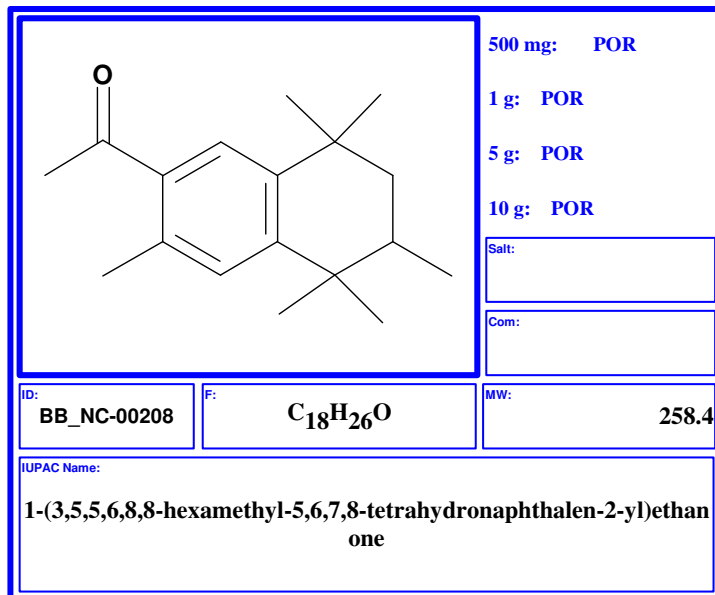 O
500 mg: POR
1 g: POR
5 g: POR
10 g: POR
Salt:
Com:
ID:
BB_NC-00208
F:
C18H26O
MW:
258.4
IUPAC Name:
1-(3,5,5,6,8,8-hexamethyl-5,6,7,8-tetrahydronaphthalen-2-yl)ethan
one